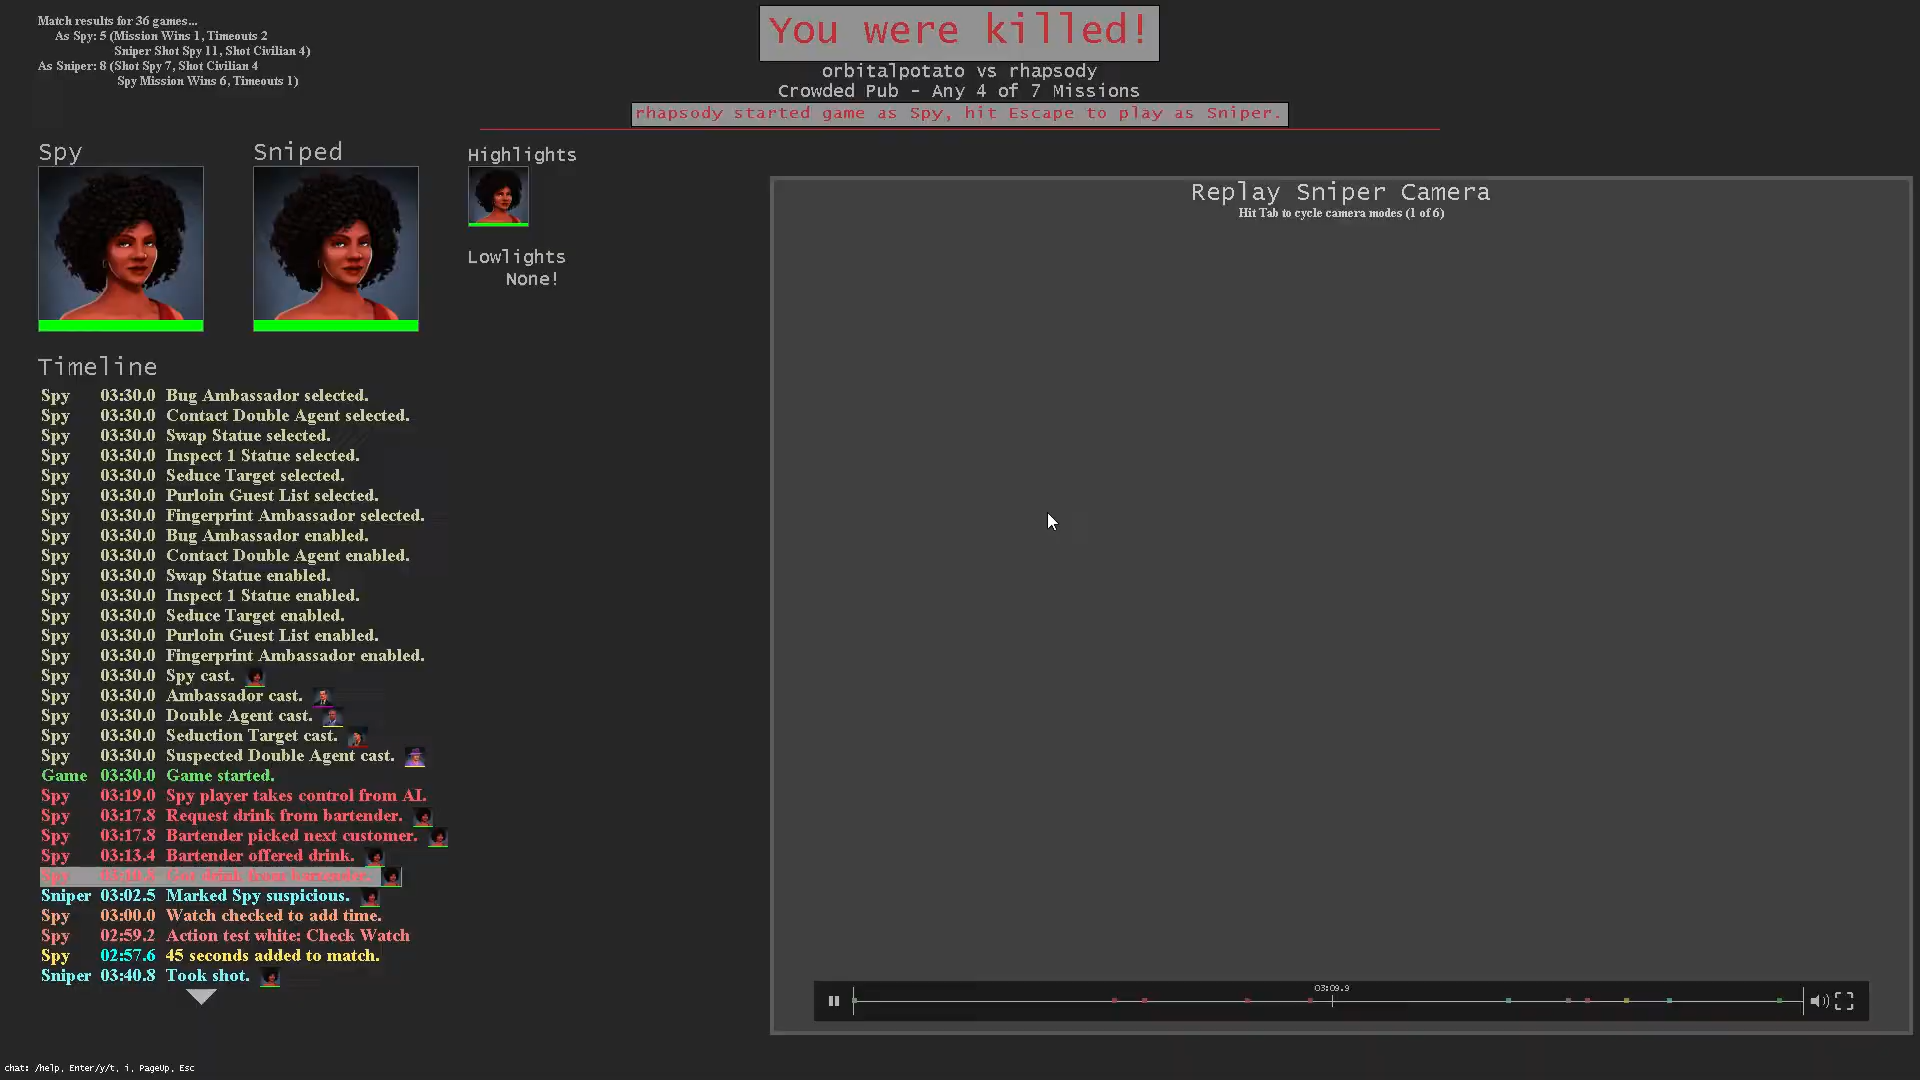 Match results for 36 games...
As Spy: 5 (Mission Wins 1, Timeouts 2
Sniper Shot Spy 11, Shot Civilian 4)
As Sniper: 8 (Shot Spy 7, Shot Civilian 4
Spy Mission Wins 6, Timeouts 1)
You were killed!
orbitalpotato vs rhapsody
Crowded Pub - Any 4 of 7 Missions
rhapsody started game as Spy, hit Escape to play as Sniper.
Spy
Sniped
Highlights
Lowlights
None!
Replay Sniper Camera
Hit Tab to cycle camera modes (1 of 6)
Timeline
Spy 03:30.0 Bug Ambassador selected.
Spy 03:30.0 Contact Double Agent selected.
Spy 03:30.0 Swap Statue selected.
Spy 03:30.0 Inspect 1 Statue selected.
Spy 03:30.0 Seduce Target selected.
Spy 03:30.0 Purloin Guest List selected.
Spy 03:30.0 Fingerprint Ambassador selected.
Spy 03:30.0 Bug Ambassador enabled.
Spy 03:30.0 Contact Double Agent enabled.
Spy 03:30.0 Swap Statue enabled.
Spy 03:30.0 Inspect 1 Statue enabled.
Spy 03:30.0 Seduce Target enabled.
Spy 03:30.0 Purloin Guest List enabled.
Spy 03:30.0 Fingerprint Ambassador enabled.
Spy 03:30.0 Spy cast.
Spy 03:30.0 Ambassador cast.
Spy 03:30.0 Double Agent cast.
Spy 03:30.0 Seduction Target cast.
Spy 03:30.0 Suspected Double Agent cast.
Game 03:30.0 Game started.
Spy 03:19.0 Spy player takes control from AI.
Spy 03:17.8 Request drink from bartender.
Spy 03:17.8 Bartender picked next customer.
Spy 03:13.4 Bartender offered drink.
Spy Got drink from bartender.
Sniper 03:02.5 Marked Spy suspicious.
Spy 03:00.0 Watch checked to add time.
Spy 02:59.2 Action test white: Check Watch
Spy 02:57.6 45 seconds added to match.
Sniper 03:40.8 Took shot.
03:09.9
chat: /help, Enter/y/t, i, PageUp, Esc